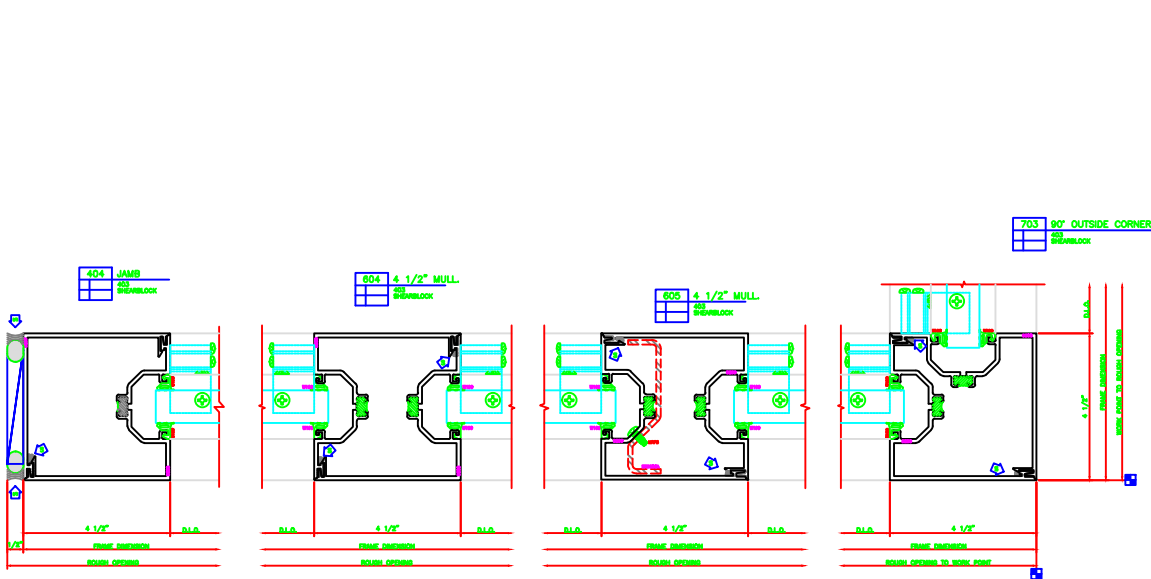 703 90° OUTSIDE CORNER
403
SHEARBLOCK
404 JAMB
403
SHEARBLOCK
604 4 1/2" MULL.
403
SHEARBLOCK
605 4 1/2" MULL.
403
SHEARBLOCK
D.L.O.
4 1/2"
FRAME DIMENSION
WORK POINT TO ROUGH OPENING
4 1/2" D.L.O.
D.L.O. 4 1/2" D.L.O.
D.L.O. 4 1/2" D.L.O.
D.L.O. 4 1/2"
1/2" FRAME DIMENSION
FRAME DIMENSION
FRAME DIMENSION
FRAME DIMENSION
ROUGH OPENING
ROUGH OPENING
ROUGH OPENING
ROUGH OPENING TO WORK POINT